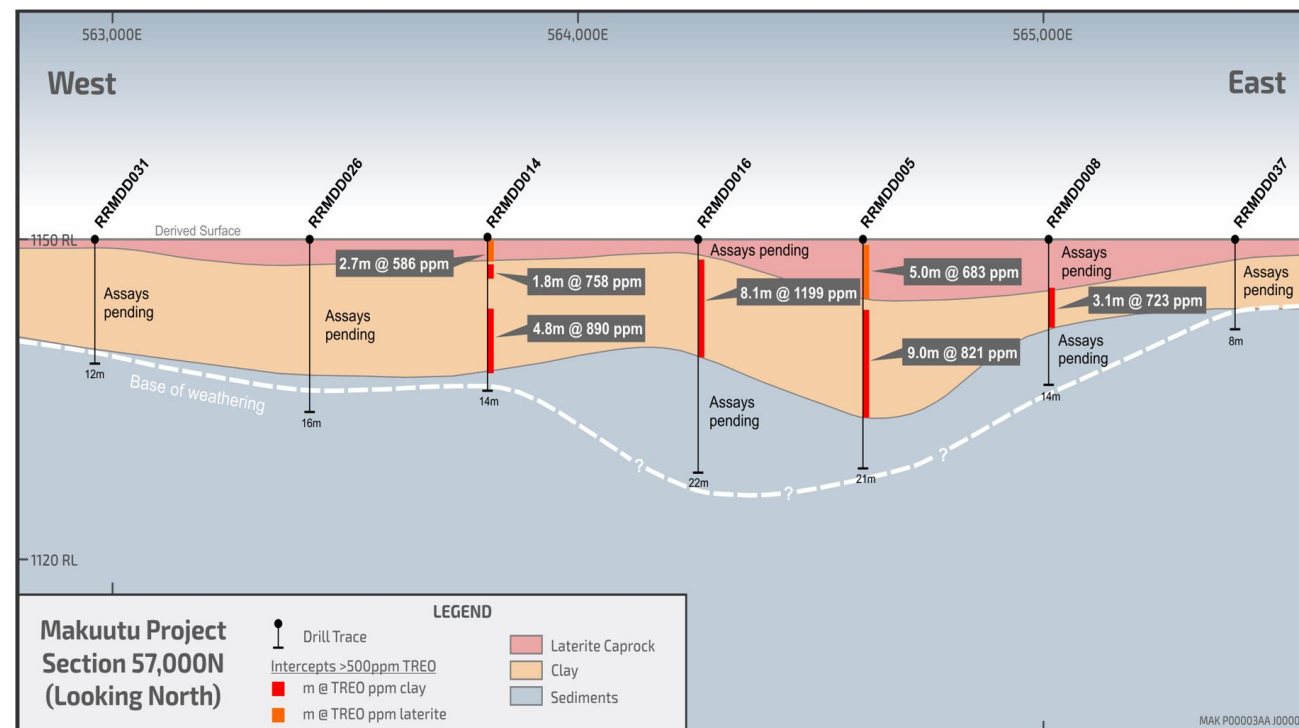 563,000E
564,000E
565,000E
West
East
RRMDD031
RRMDD026
RRMDD014
RRMDD016
RRMDD005
RRMDD008
RRMDD037
Derived Surface
1150 RL
2.7m @ 586 ppm
1.8m @ 758 ppm
4.8m @ 890 ppm
Assays pending
8.1m @ 1199 ppm
5.0m @ 683 ppm
9.0m @ 821 ppm
Assays
pending
3.1m @ 723 ppm
Assays
pending
Assays
pending
Assays
pending
Assays
pending
Assays
pending
12m
16m
14m
22m
21m
14m
8m
Base of weathering
?
?
?
1120 RL
Makuutu Project
Section 57,000N
(Looking North)
LEGEND
Drill Trace
Intercepts >500ppm TREO
m @ TREO ppm clay
m @ TREO ppm laterite
Laterite Caprock
Clay
Sediments
MAK P00003AA J0000